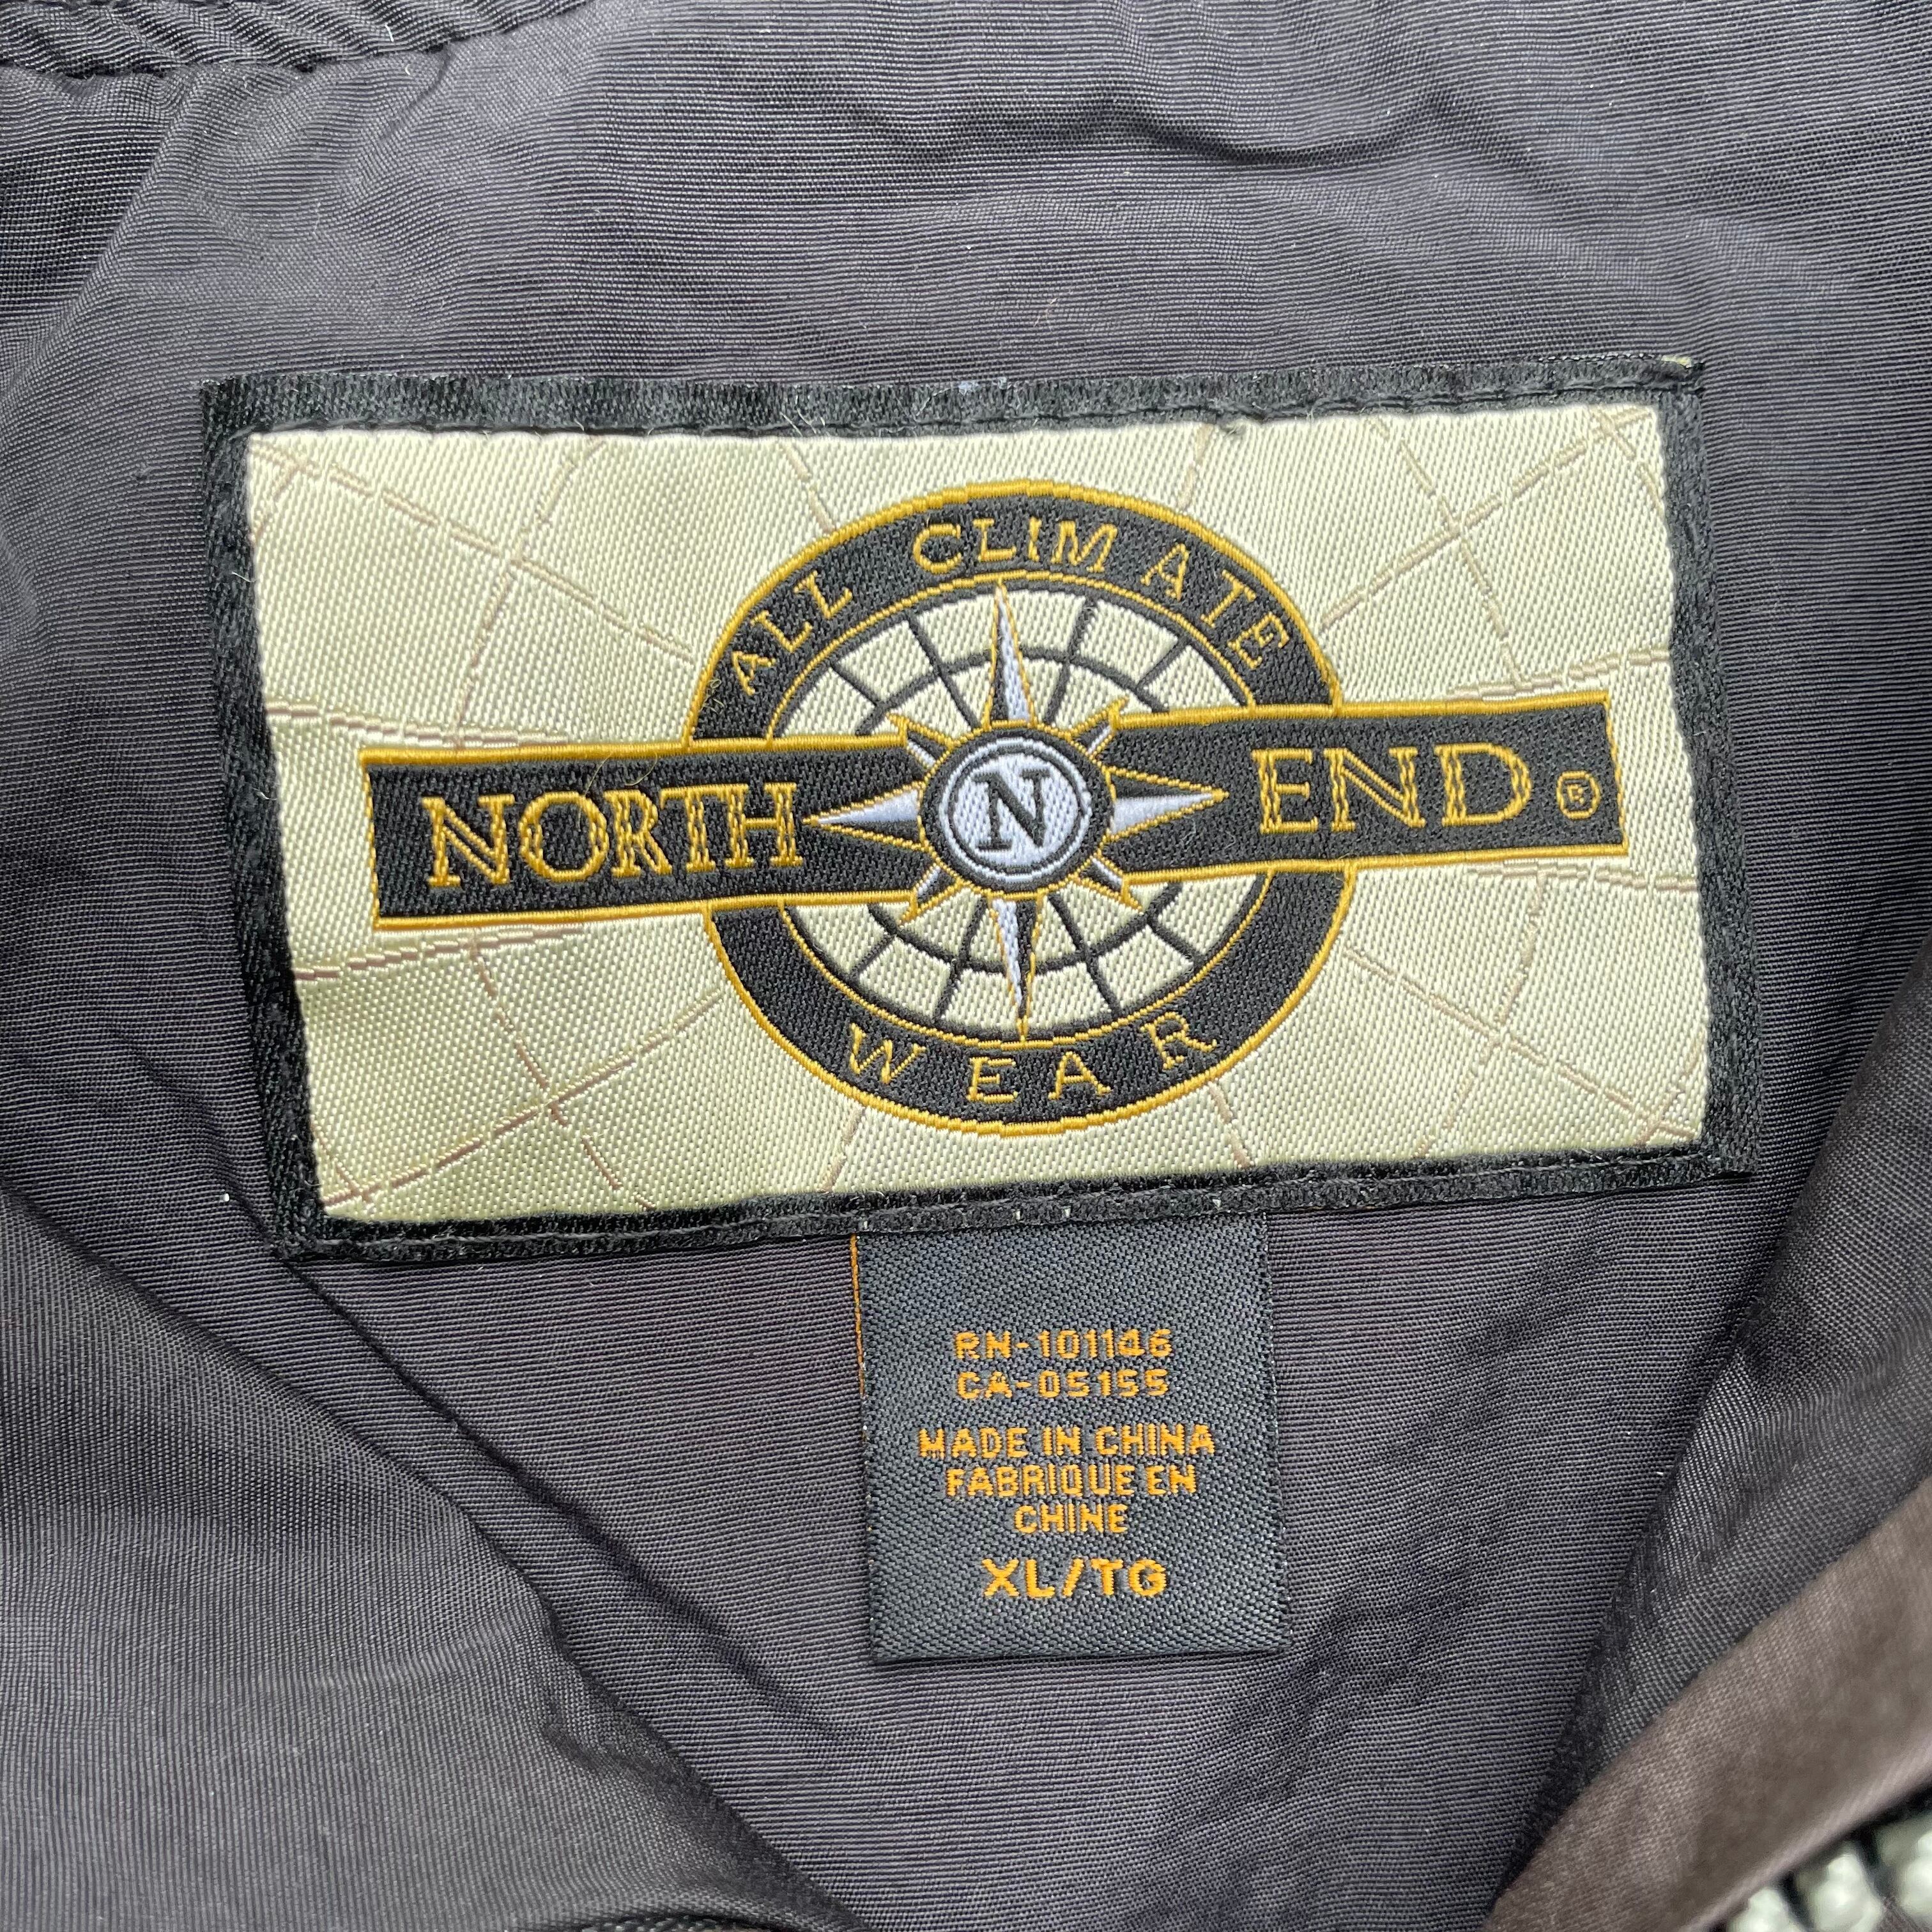 ALL CLIMATE
NORTH N END ®
WEAR
RN-101146
CA-05155
MADE IN CHINA
FABRIQUE EN
CHINE
XL/TG